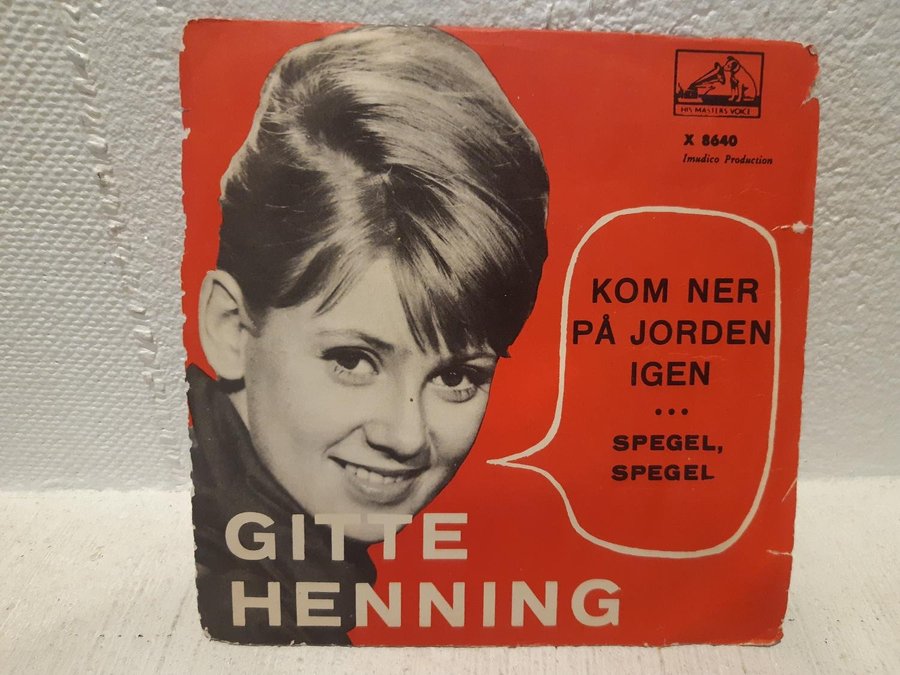 HIS MASTERS VOICE
X 8640
Imudico Production
KOM NER
PÅ JORDEN
IGEN
...
SPEGEL,
SPEGEL
GITTE
HENNING